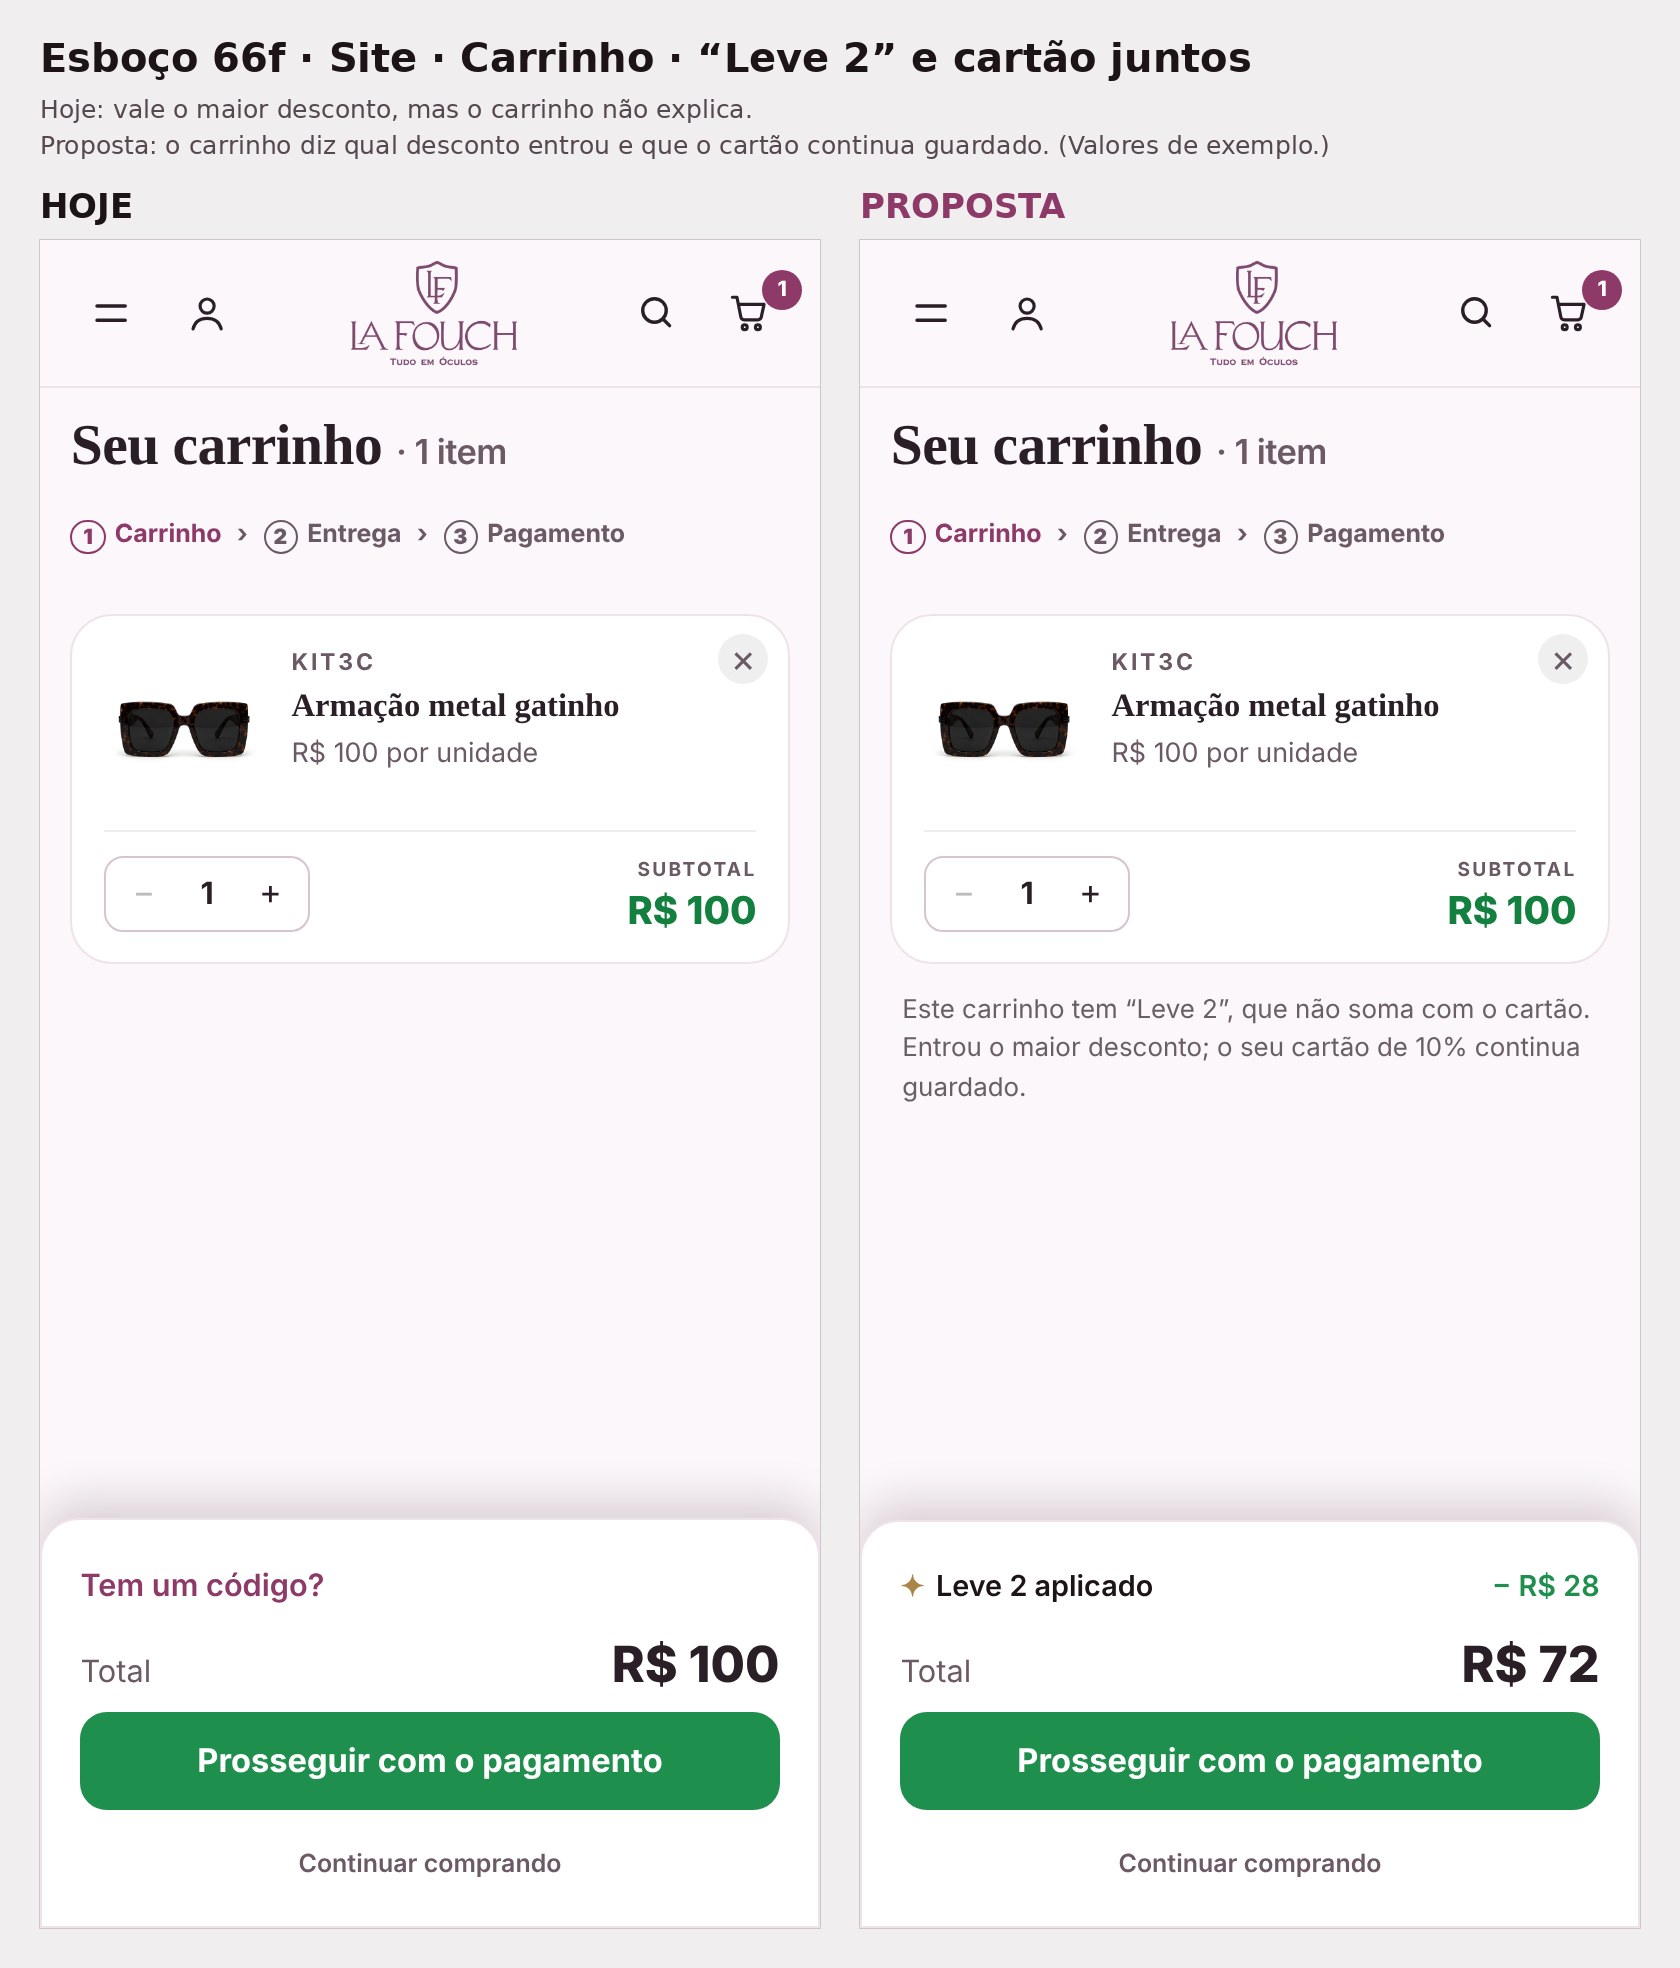 Esboço 66f · Site · Carrinho · “Leve 2” e cartão juntos
Hoje: vale o maior desconto, mas o carrinho não explica.
Proposta: o carrinho diz qual desconto entrou e que o cartão continua guardado. (Valores de exemplo.)
HOJE
1
LF
LA FOUCH
TUDO EM ÓCULOS
Seu carrinho · 1 item
1 Carrinho › 2 Entrega › 3 Pagamento
KIT3C
Armação metal gatinho
R$ 100 por unidade
SUBTOTAL
− 1 +
R$ 100
Tem um código?
Total R$ 100
Prosseguir com o pagamento
Continuar comprando
PROPOSTA
1
LF
LA FOUCH
TUDO EM ÓCULOS
Seu carrinho · 1 item
1 Carrinho › 2 Entrega › 3 Pagamento
KIT3C
Armação metal gatinho
R$ 100 por unidade
SUBTOTAL
− 1 +
R$ 100
Este carrinho tem “Leve 2”, que não soma com o cartão.
Entrou o maior desconto; o seu cartão de 10% continua
guardado.
Leve 2 aplicado − R$ 28
Total R$ 72
Prosseguir com o pagamento
Continuar comprando